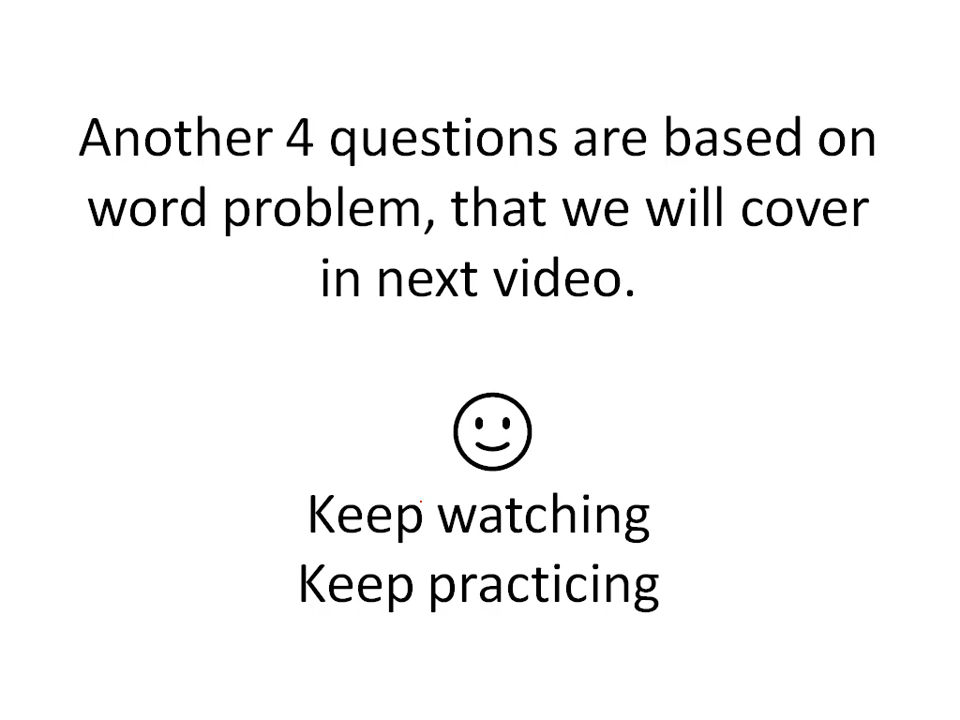 Another 4 questions are based on
word problem, that we will cover
in next video.
Keep watching
Keep practicing